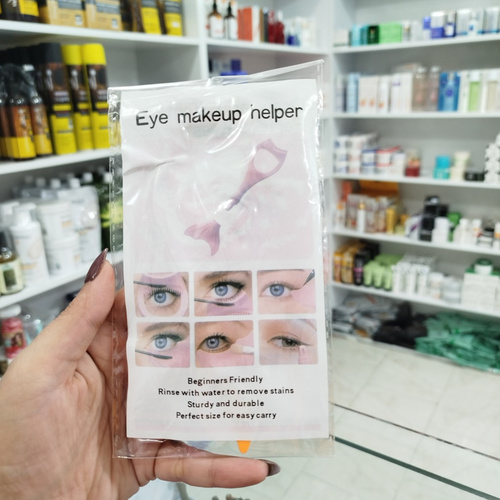 Eye makeup helper
Beginners Friendly
Rinse with water to remove stains
Sturdy and durable
Perfect size for easy carry